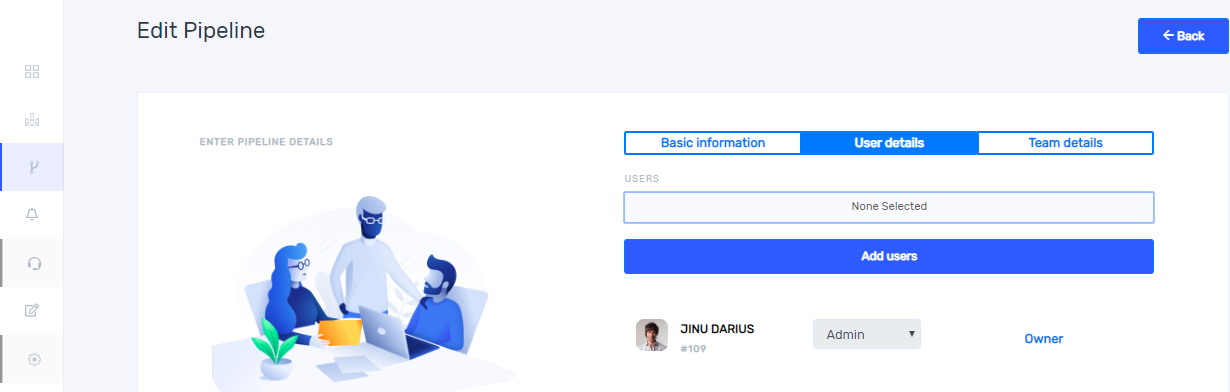 Edit Pipeline
Back
ENTER PIPELINE DETAILS
Basic information
User details
Team details
USERS
None Selected
Add users
JINU DARIUS
#109
Admin
Owner